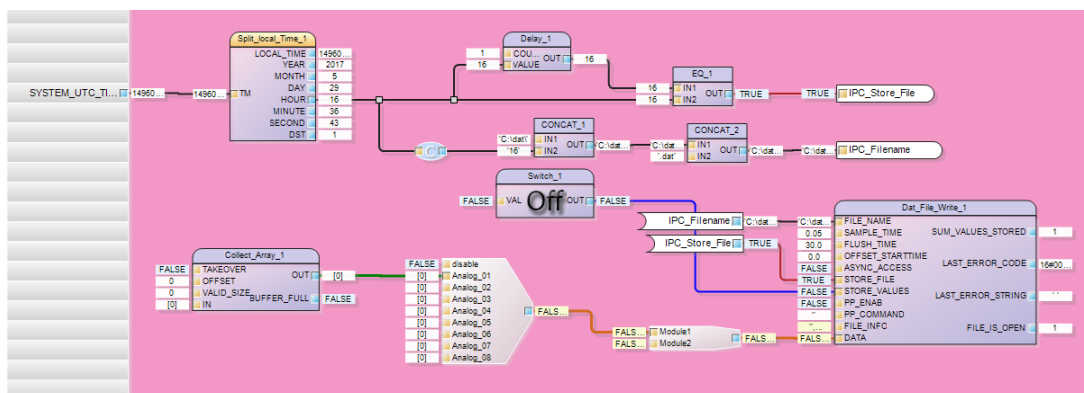 SYSTEM_UTC_TI...
14960...
14960...
Split_local_Time_1
TM
LOCAL_TIME 14960...
YEAR 2017
MONTH 5
DAY 29
HOUR 16
MINUTE 36
SECOND 43
DST 1
Delay_1
1 COU... OUT 16
16 VALUE
EQ_1
16 IN1 OUT TRUE
16 IN2
TRUE IPC_Store_File
C
CONCAT_1
'C:\dat\' IN1 OUT 'C:\dat...
'16' IN2
CONCAT_2
'C:\dat... IN1 OUT 'C:\dat...
'.dat' IN2
'C:\dat... IPC_Filename
Switch_1
FALSE VAL Off OUT FALSE
IPC_Filename 'C:\dat...
IPC_Store_File TRUE
Collect_Array_1
FALSE TAKEOVER OUT [0]
0 OFFSET
0 VALID_SIZE BUFFER_FULL FALSE
[0] IN
FALSE disable
[0] Analog_01
[0] Analog_02
[0] Analog_03
[0] Analog_04
[0] Analog_05
[0] Analog_06
[0] Analog_07
[0] Analog_08
FALS...
FALS... Module1
FALS... Module2
FALS...
Dat_File_Write_1
'C:\dat... FILE_NAME
0.05 SAMPLE_TIME SUM_VALUES_STORED 1
30.0 FLUSH_TIME
0.0 OFFSET_STARTTIME
FALSE ASYNC_ACCESS LAST_ERROR_CODE 16#00...
TRUE STORE_FILE
FALSE STORE_VALUES LAST_ERROR_STRING ''
FALSE PP_ENAB
'' PP_COMMAND
'',... FILE_INFO FILE_IS_OPEN 1
FALS... DATA